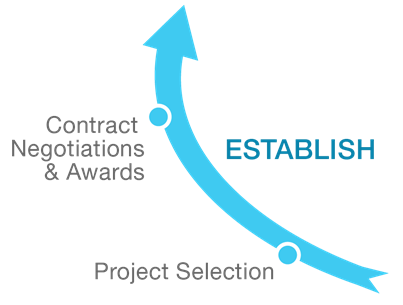 Contract
Negotiations
& Awards
ESTABLISH
Project Selection